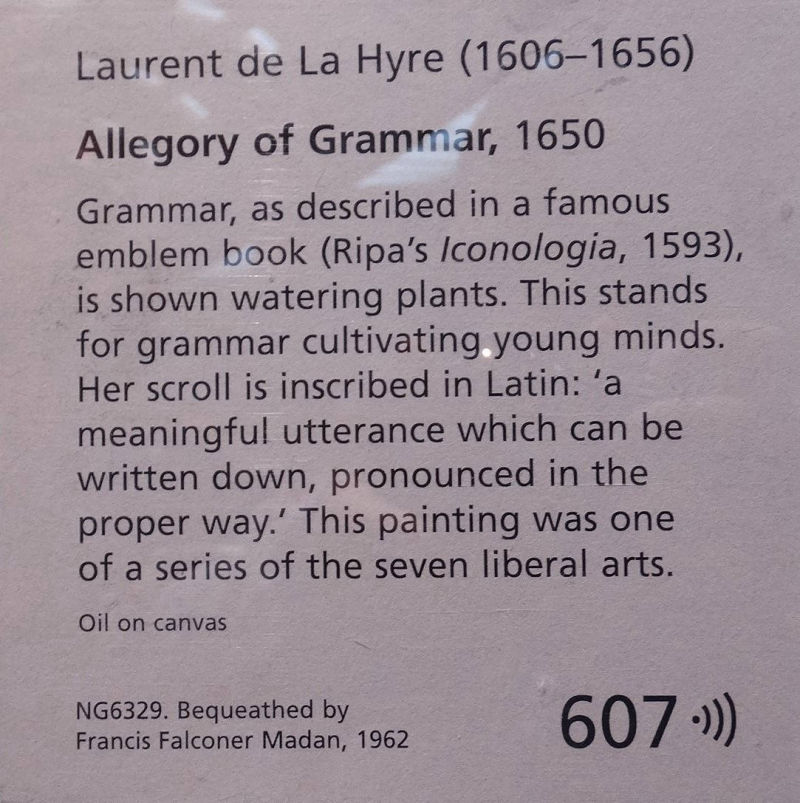 Laurent de La Hyre (1606–1656)
Allegory of Grammar, 1650
Grammar, as described in a famous
emblem book (Ripa's Iconologia, 1593),
is shown watering plants. This stands
for grammar cultivating young minds.
Her scroll is inscribed in Latin: ‘a
meaningful utterance which can be
written down, pronounced in the
proper way.’ This painting was one
of a series of the seven liberal arts.
Oil on canvas
NG6329. Bequeathed by
Francis Falconer Madan, 1962
607